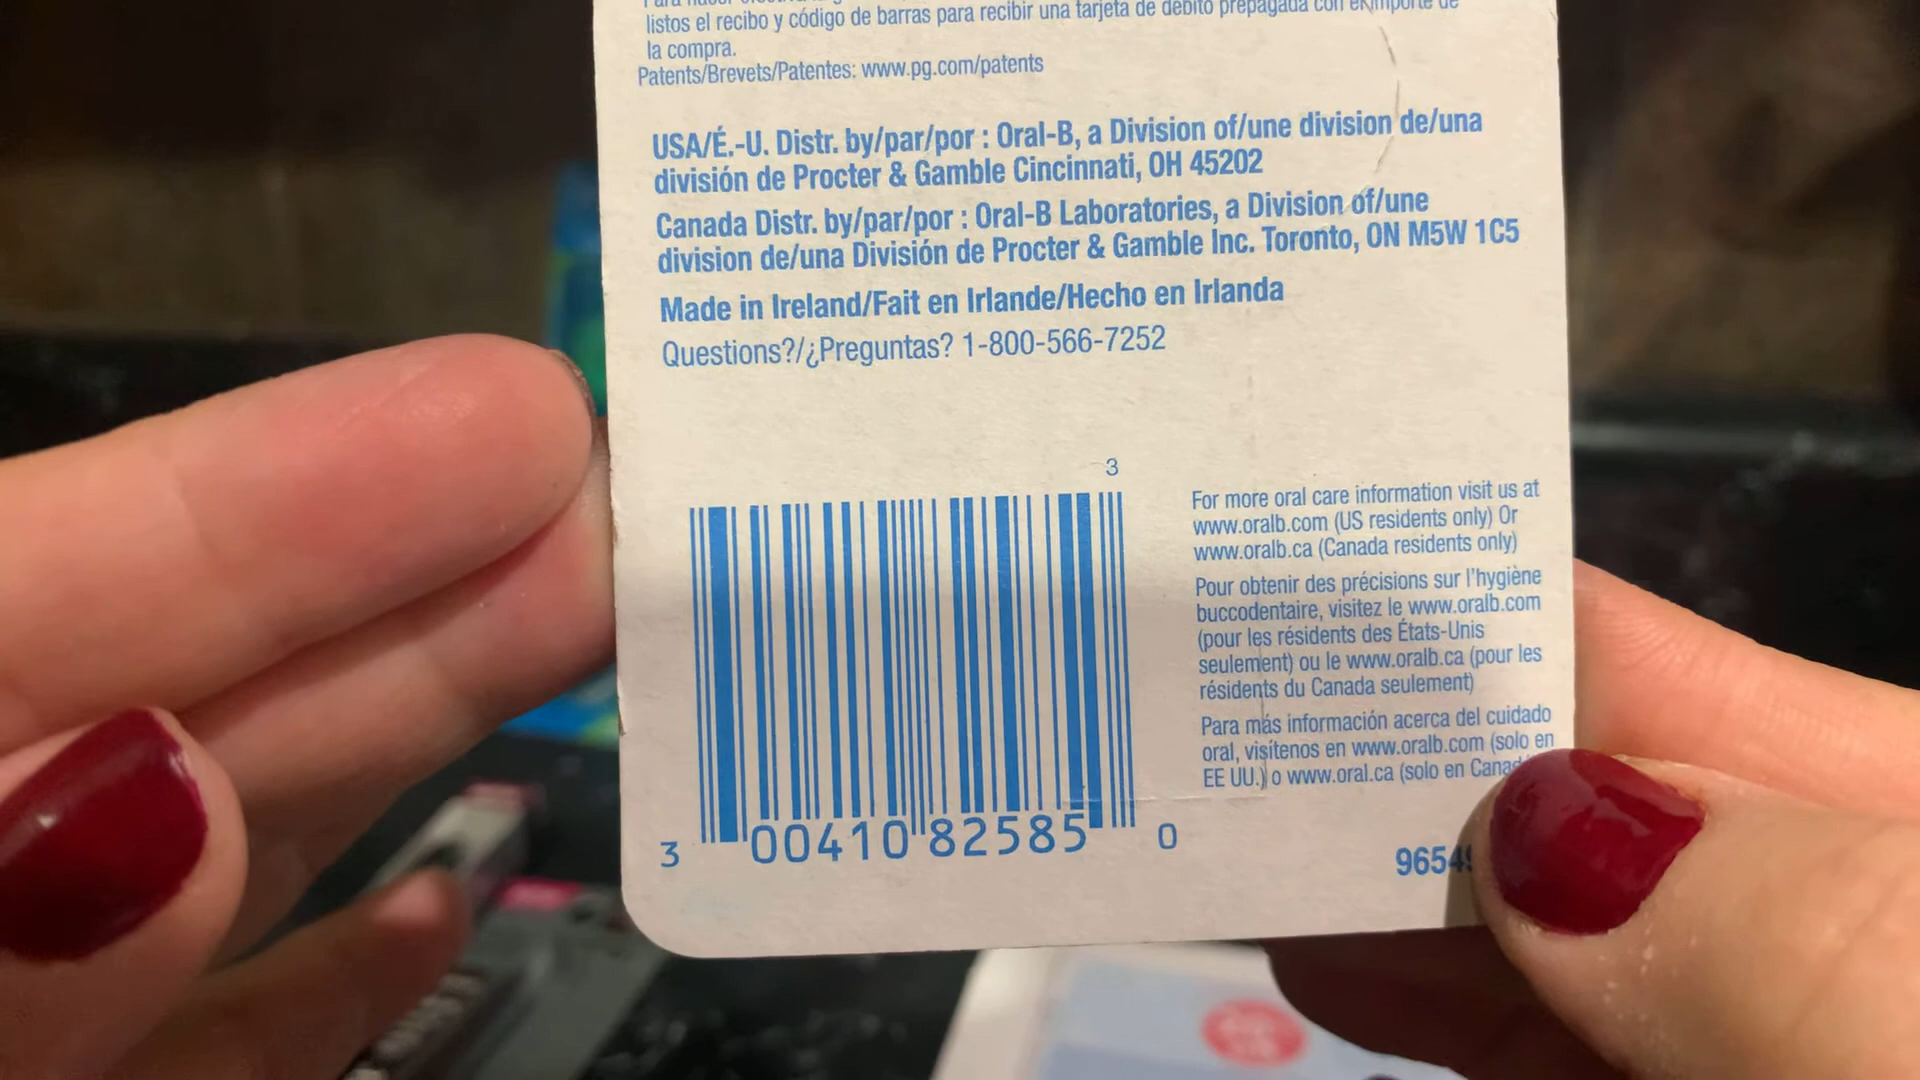 listos el recibo y código de barras para recibir una tarjeta de débito prepagada con el importe de
la compra.
Patents/Brevets/Patentes: www.pg.com/patents
USA/É.-U. Distr. by/par/por : Oral-B, a Division of/une division de/una
división de Procter & Gamble Cincinnati, OH 45202
Canada Distr. by/par/por : Oral-B Laboratories, a Division of/une
division de/una División de Procter & Gamble Inc. Toronto, ON M5W 1C5
Made in Ireland/Fait en Irlande/Hecho en Irlanda
Questions?/¿Preguntas? 1-800-566-7252
3
3 00410 82585 0
For more oral care information visit us at
www.oralb.com (US residents only) Or
www.oralb.ca (Canada residents only)
Pour obtenir des précisions sur l'hygiène
buccodentaire, visitez le www.oralb.com
(pour les résidents des États-Unis
seulement) ou le www.oralb.ca (pour les
résidents du Canada seulement)
Para más información acerca del cuidado
oral, visítenos en www.oralb.com (solo en
EE UU.) o www.oral.ca (solo en